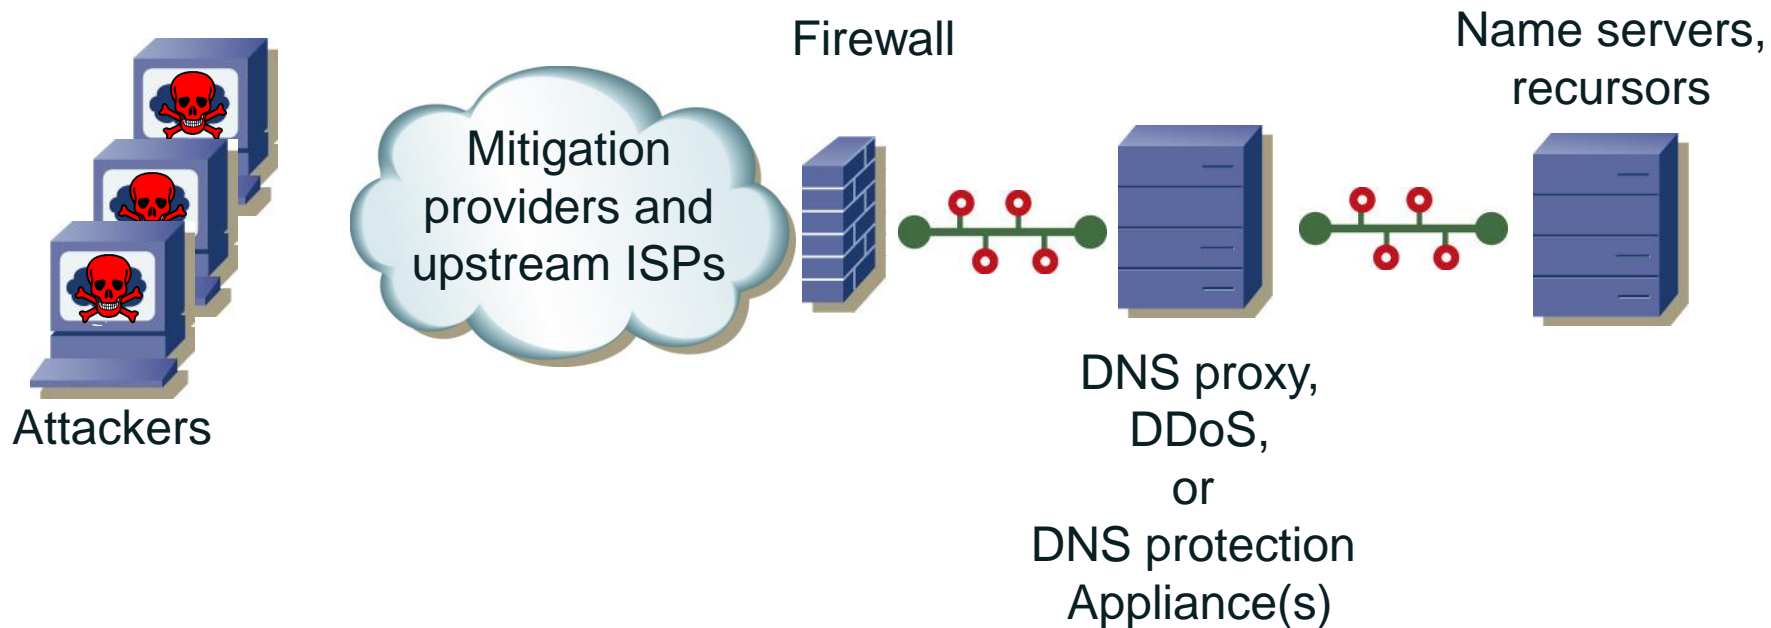 Attackers
Mitigation
providers and
upstream ISPs
Firewall
DNS proxy,
DDoS,
or
DNS protection
Appliance(s)
Name servers,
recursors